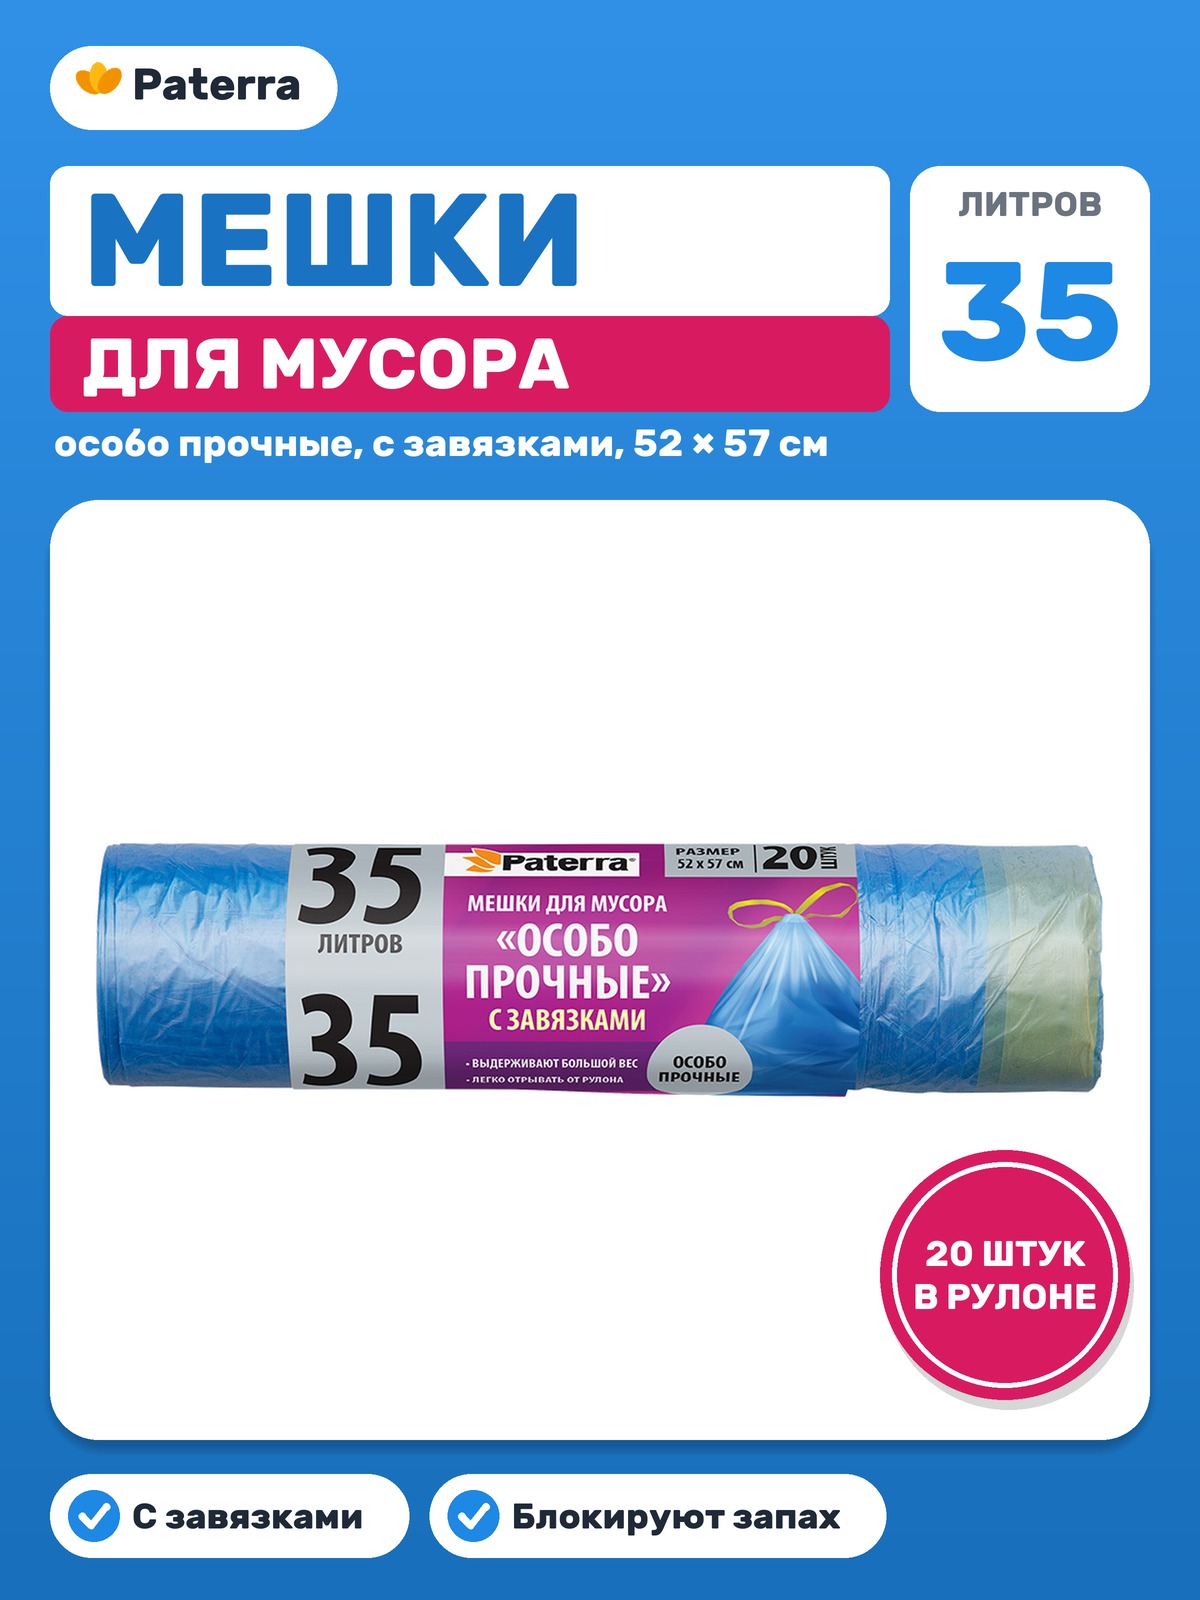 Paterra
МЕШКИ
ДЛЯ МУСОРА
особо прочные, с завязками, 52 × 57 см
ЛИТРОВ
35
35
ЛИТРОВ
35
Paterra®
РАЗМЕР
52 х 57 см
20 ШТУК
МЕШКИ ДЛЯ МУСОРА
«ОСОБО
ПРОЧНЫЕ»
С ЗАВЯЗКАМИ
• ВЫДЕРЖИВАЮТ БОЛЬШОЙ ВЕС
• ЛЕГКО ОТРЫВАТЬ ОТ РУЛОНА
ОСОБО
ПРОЧНЫЕ
20 ШТУК
В РУЛОНЕ
С завязками
Блокируют запах